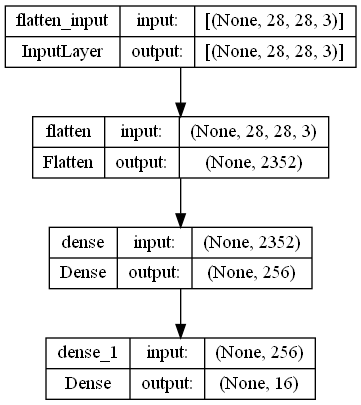 flatten_input input: [(None, 28, 28, 3)]
InputLayer output: [(None, 28, 28, 3)]
flatten input: (None, 28, 28, 3)
Flatten output: (None, 2352)
dense input: (None, 2352)
Dense output: (None, 256)
dense_1 input: (None, 256)
Dense output: (None, 16)